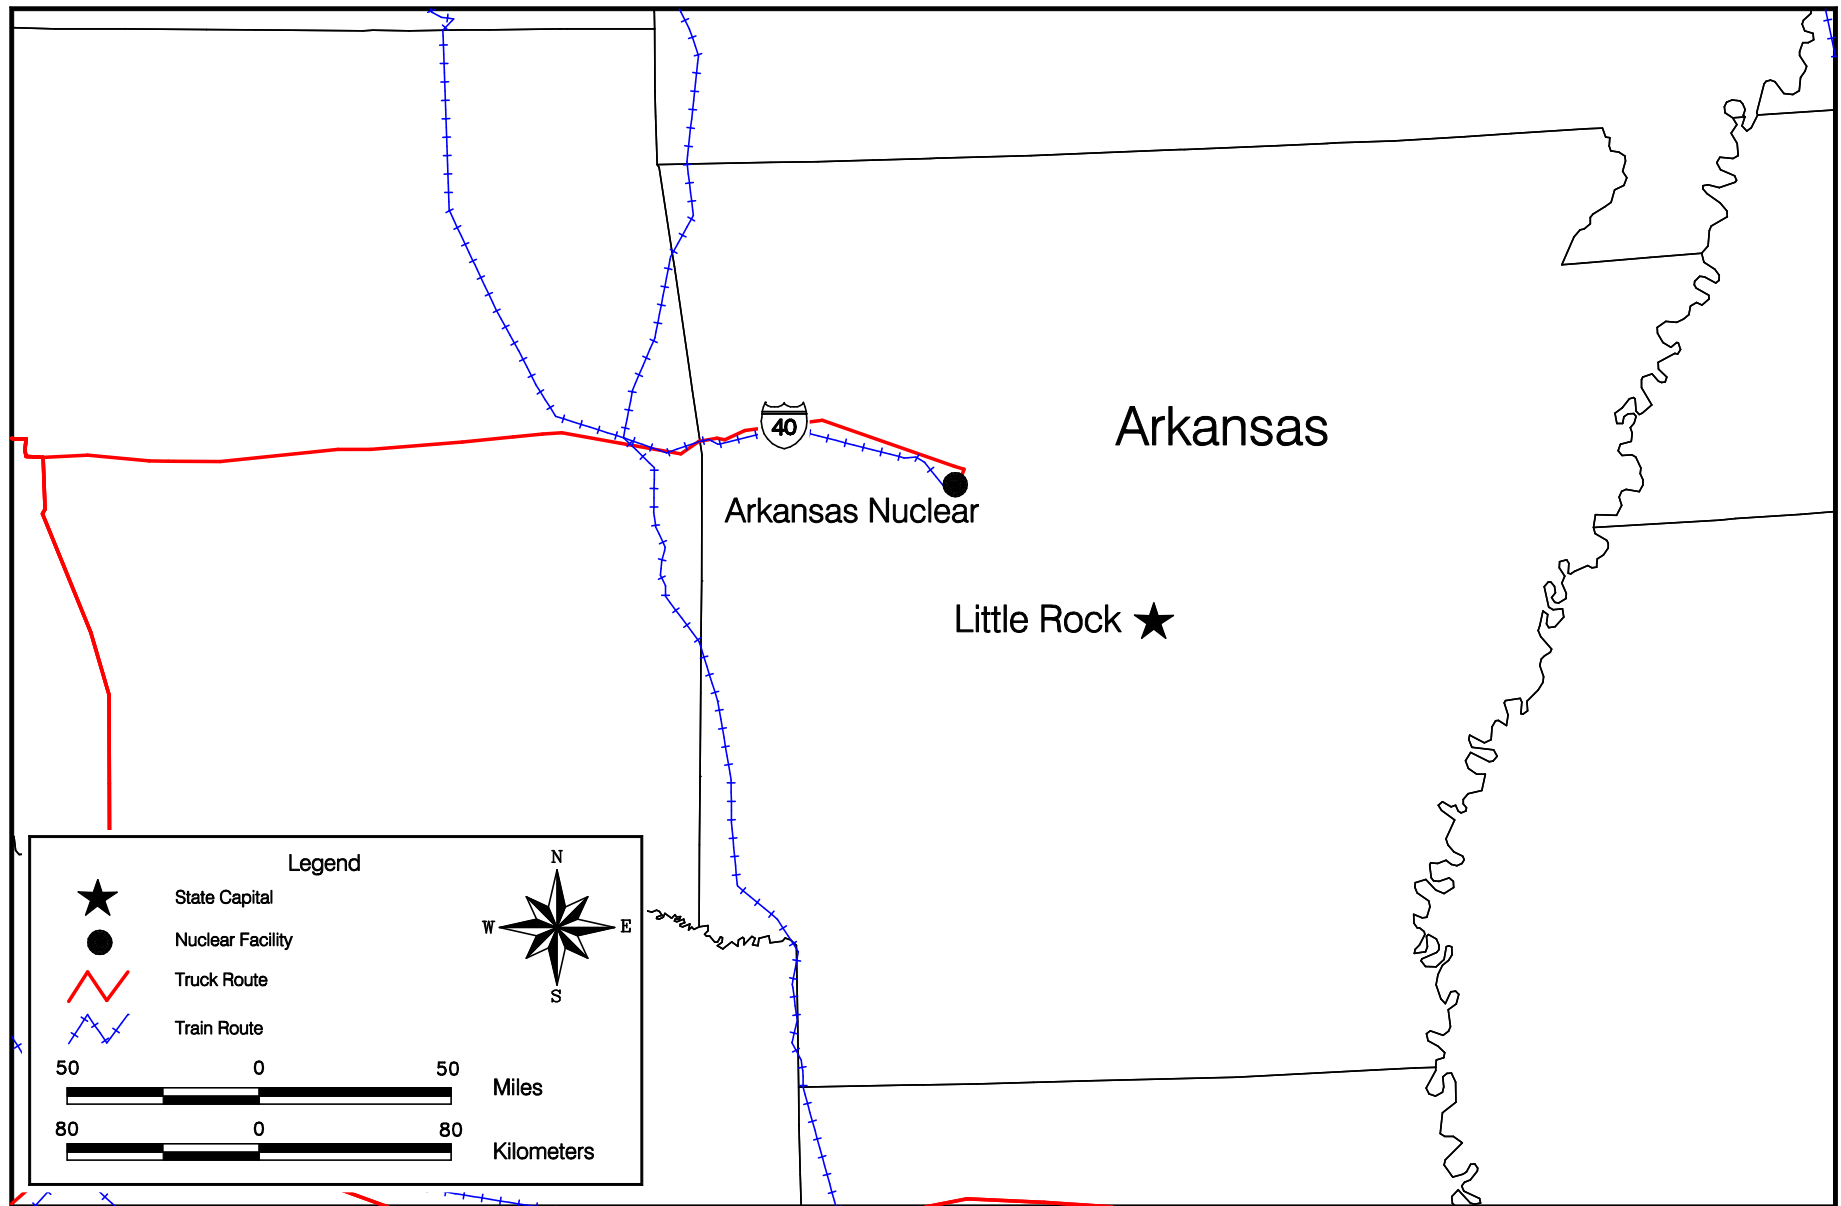 40
Arkansas
Arkansas Nuclear
Little Rock
Legend
State Capital
Nuclear Facility
Truck Route
Train Route
N
W
E
S
50 0 50
Miles
80 0 80
Kilometers